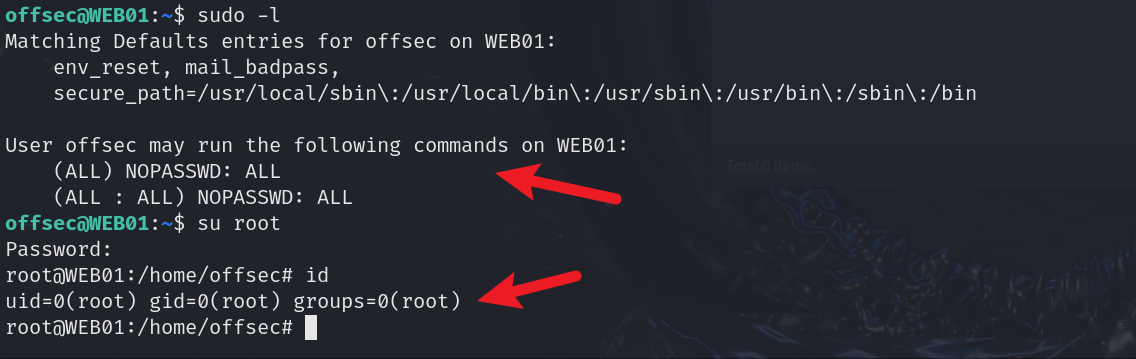 offsec@WEB01:~$ sudo -l
Matching Defaults entries for offsec on WEB01:
    env_reset, mail_badpass,
    secure_path=/usr/local/sbin\:/usr/local/bin\:/usr/sbin\:/usr/bin\:/sbin\:/bin
User offsec may run the following commands on WEB01:
Total 0 items.
    (ALL) NOPASSWD: ALL
    (ALL : ALL) NOPASSWD: ALL
offsec@WEB01:~$ su root
Password:
root@WEB01:/home/offsec# id
uid=0(root) gid=0(root) groups=0(root)
root@WEB01:/home/offsec#